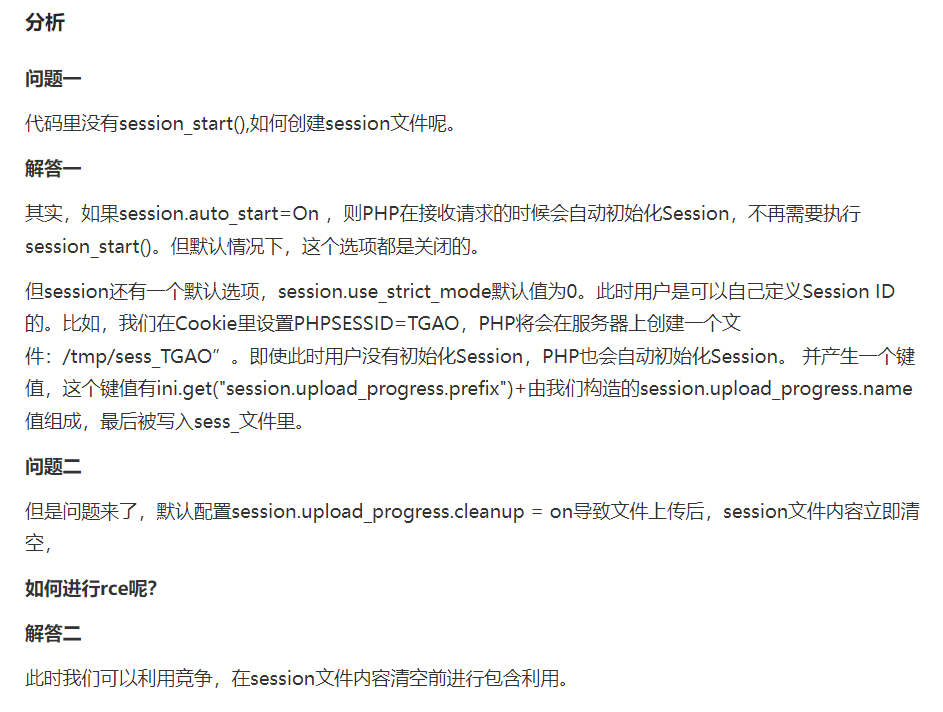 分析
问题一
代码里没有session_start(),如何创建session文件呢。
解答一
其实，如果session.auto_start=On ，则PHP在接收请求的时候会自动初始化Session，不再需要执行
session_start()。但默认情况下，这个选项都是关闭的。
但session还有一个默认选项，session.use_strict_mode默认值为0。此时用户是可以自己定义Session ID
的。比如，我们在Cookie里设置PHPSESSID=TGAO，PHP将会在服务器上创建一个文
件：/tmp/sess_TGAO”。即使此时用户没有初始化Session，PHP也会自动初始化Session。 并产生一个键
值，这个键值有ini.get("session.upload_progress.prefix")+由我们构造的session.upload_progress.name
值组成，最后被写入sess_文件里。
问题二
但是问题来了，默认配置session.upload_progress.cleanup = on导致文件上传后，session文件内容立即清
空，
如何进行rce呢？
解答二
此时我们可以利用竞争，在session文件内容清空前进行包含利用。